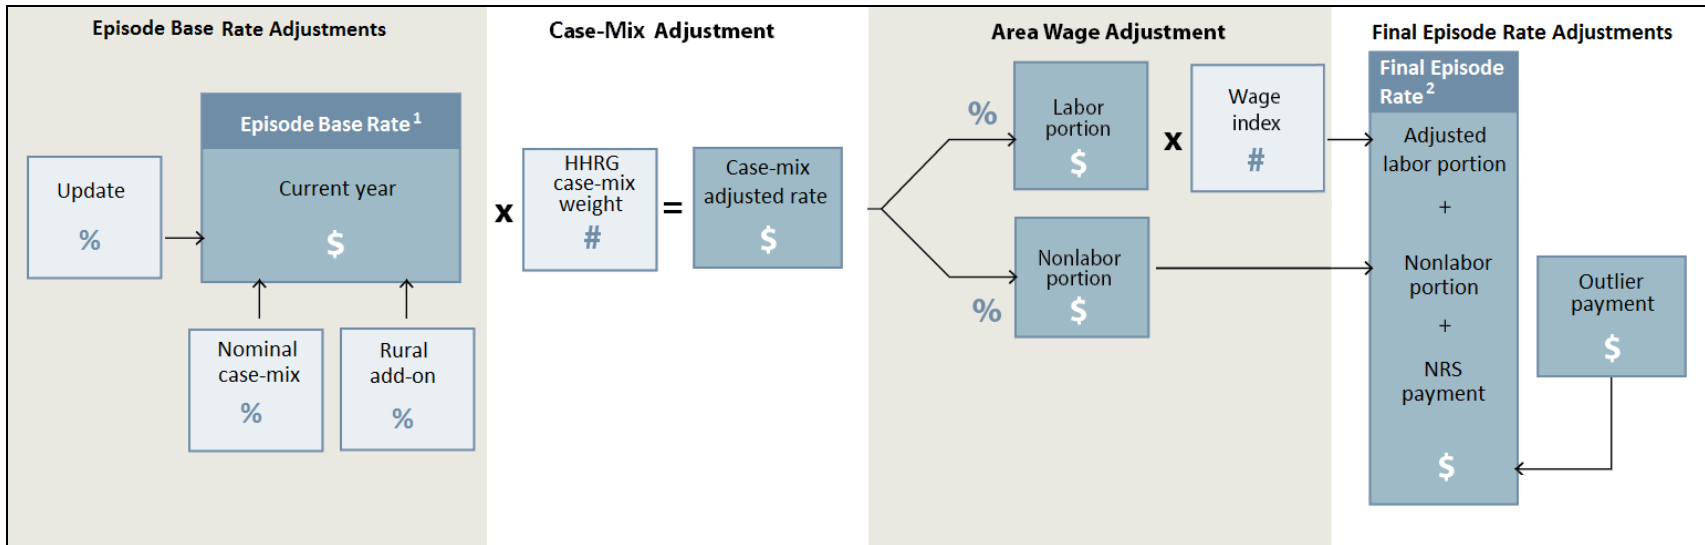 Episode Base Rate Adjustments
Case-Mix Adjustment
Area Wage Adjustment
Final Episode Rate Adjustments
Update
%
Episode Base Rate1
Current year
$
Nominal
case-mix
%
Rural
add-on
%
x
HHRG
case-mix
weight
#
=
Case-mix
adjusted rate
$
%
Labor
portion
$
x
Wage
index
#
%
Nonlabor
portion
$
Final Episode
Rate2
Adjusted
labor portion
+
Nonlabor
portion
+
NRS
payment
$
Outlier
payment
$